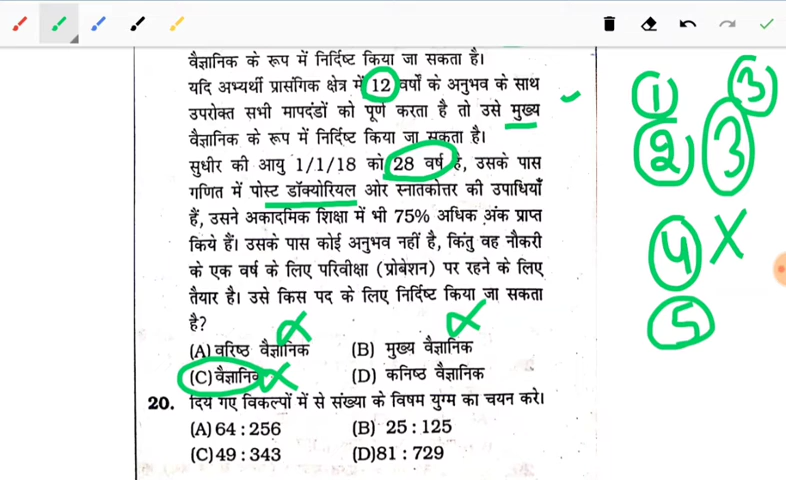 वैज्ञानिक के रूप में निर्दिष्ट किया जा सकता है।
यदि अभ्यर्थी प्रासंगिक क्षेत्र में 12 वर्षों के अनुभव के साथ
उपरोक्त सभी मापदंडों को पूर्ण करता है तो उसे मुख्य
वैज्ञानिक के रूप में निर्दिष्ट किया जा सकता है।
सुधीर की आयु 1/1/18 को 28 वर्ष है, उसके पास
गणित में पोस्ट डॉक्योरियल ओर स्नातकोत्तर की उपाधियाँ
हैं, उसने अकादमिक शिक्षा में भी 75% अधिक अंक प्राप्त
किये हैं। उसके पास कोई अनुभव नहीं है, किंतु वह नौकरी
के एक वर्ष के लिए परिवीक्षा (प्रोबेशन) पर रहने के लिए
तैयार है। उसे किस पद के लिए निर्दिष्ट किया जा सकता
है?
(A) वरिष्ठ वैज्ञानिक (B) मुख्य वैज्ञानिक
(C) वैज्ञानिक (D) कनिष्ठ वैज्ञानिक
20. दिये गए विकल्पों में से संख्या के विषम युग्म का चयन करे।
(A) 64 : 256 (B) 25 : 125
(C) 49 : 343 (D) 81 : 729
1 3
2 3
4 X
5